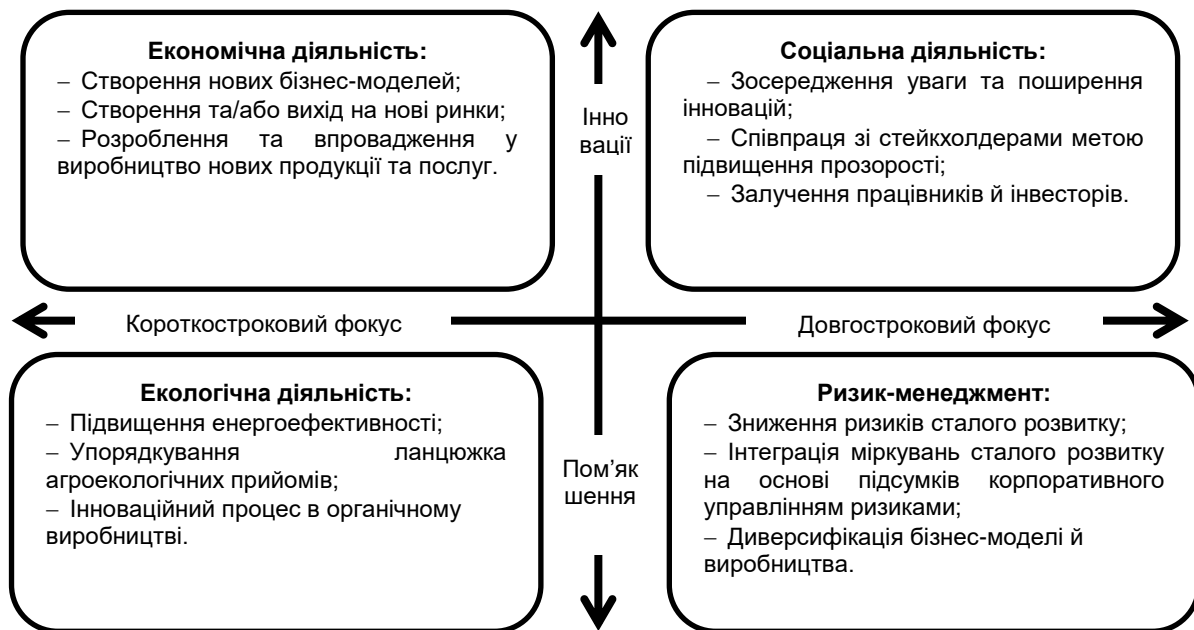 Економічна діяльність:
– Створення нових бізнес-моделей;
– Створення та/або вихід на нові ринки;
– Розроблення та впровадження у
виробництво нових продукції та послуг.
Інно
вації
Соціальна діяльність:
– Зосередження уваги та поширення
інновацій;
– Співпраця зі стейкхолдерами метою
підвищення прозорості;
– Залучення працівників й інвесторів.
Короткостроковий фокус
Довгостроковий фокус
Екологічна діяльність:
– Підвищення енергоефективності;
– Упорядкування ланцюжка
агроекологічних прийомів;
– Інноваційний процес в органічному
виробництві.
Пом’як
шення
Ризик-менеджмент:
– Зниження ризиків сталого розвитку;
– Інтеграція міркувань сталого розвитку
на основі підсумків корпоративного
управлінням ризиками;
– Диверсифікація бізнес-моделі й
виробництва.